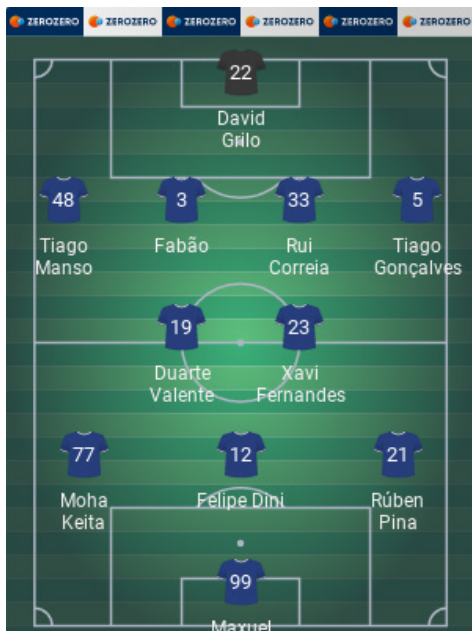 ZEROZERO ZEROZERO ZEROZERO ZEROZERO ZEROZERO ZEROZERO
22
David
Grilo
48 3 33 5
Tiago Fabão Rui Tiago
Manso Correia Gonçalves
19 23
Duarte Xavi
Valente Fernandes
77 12 21
Moha Felipe Dini Rúben
Keita Pina
99
Maxuel